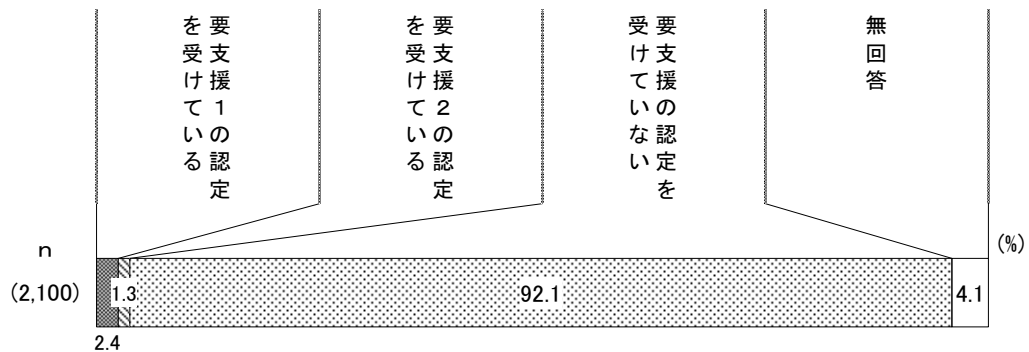 要支援１の認定
を受けている
要支援２の認定
を受けている
要支援の認定を
受けていない
無回答
n
(%)
(2,100)
1.3
92.1
4.1
2.4